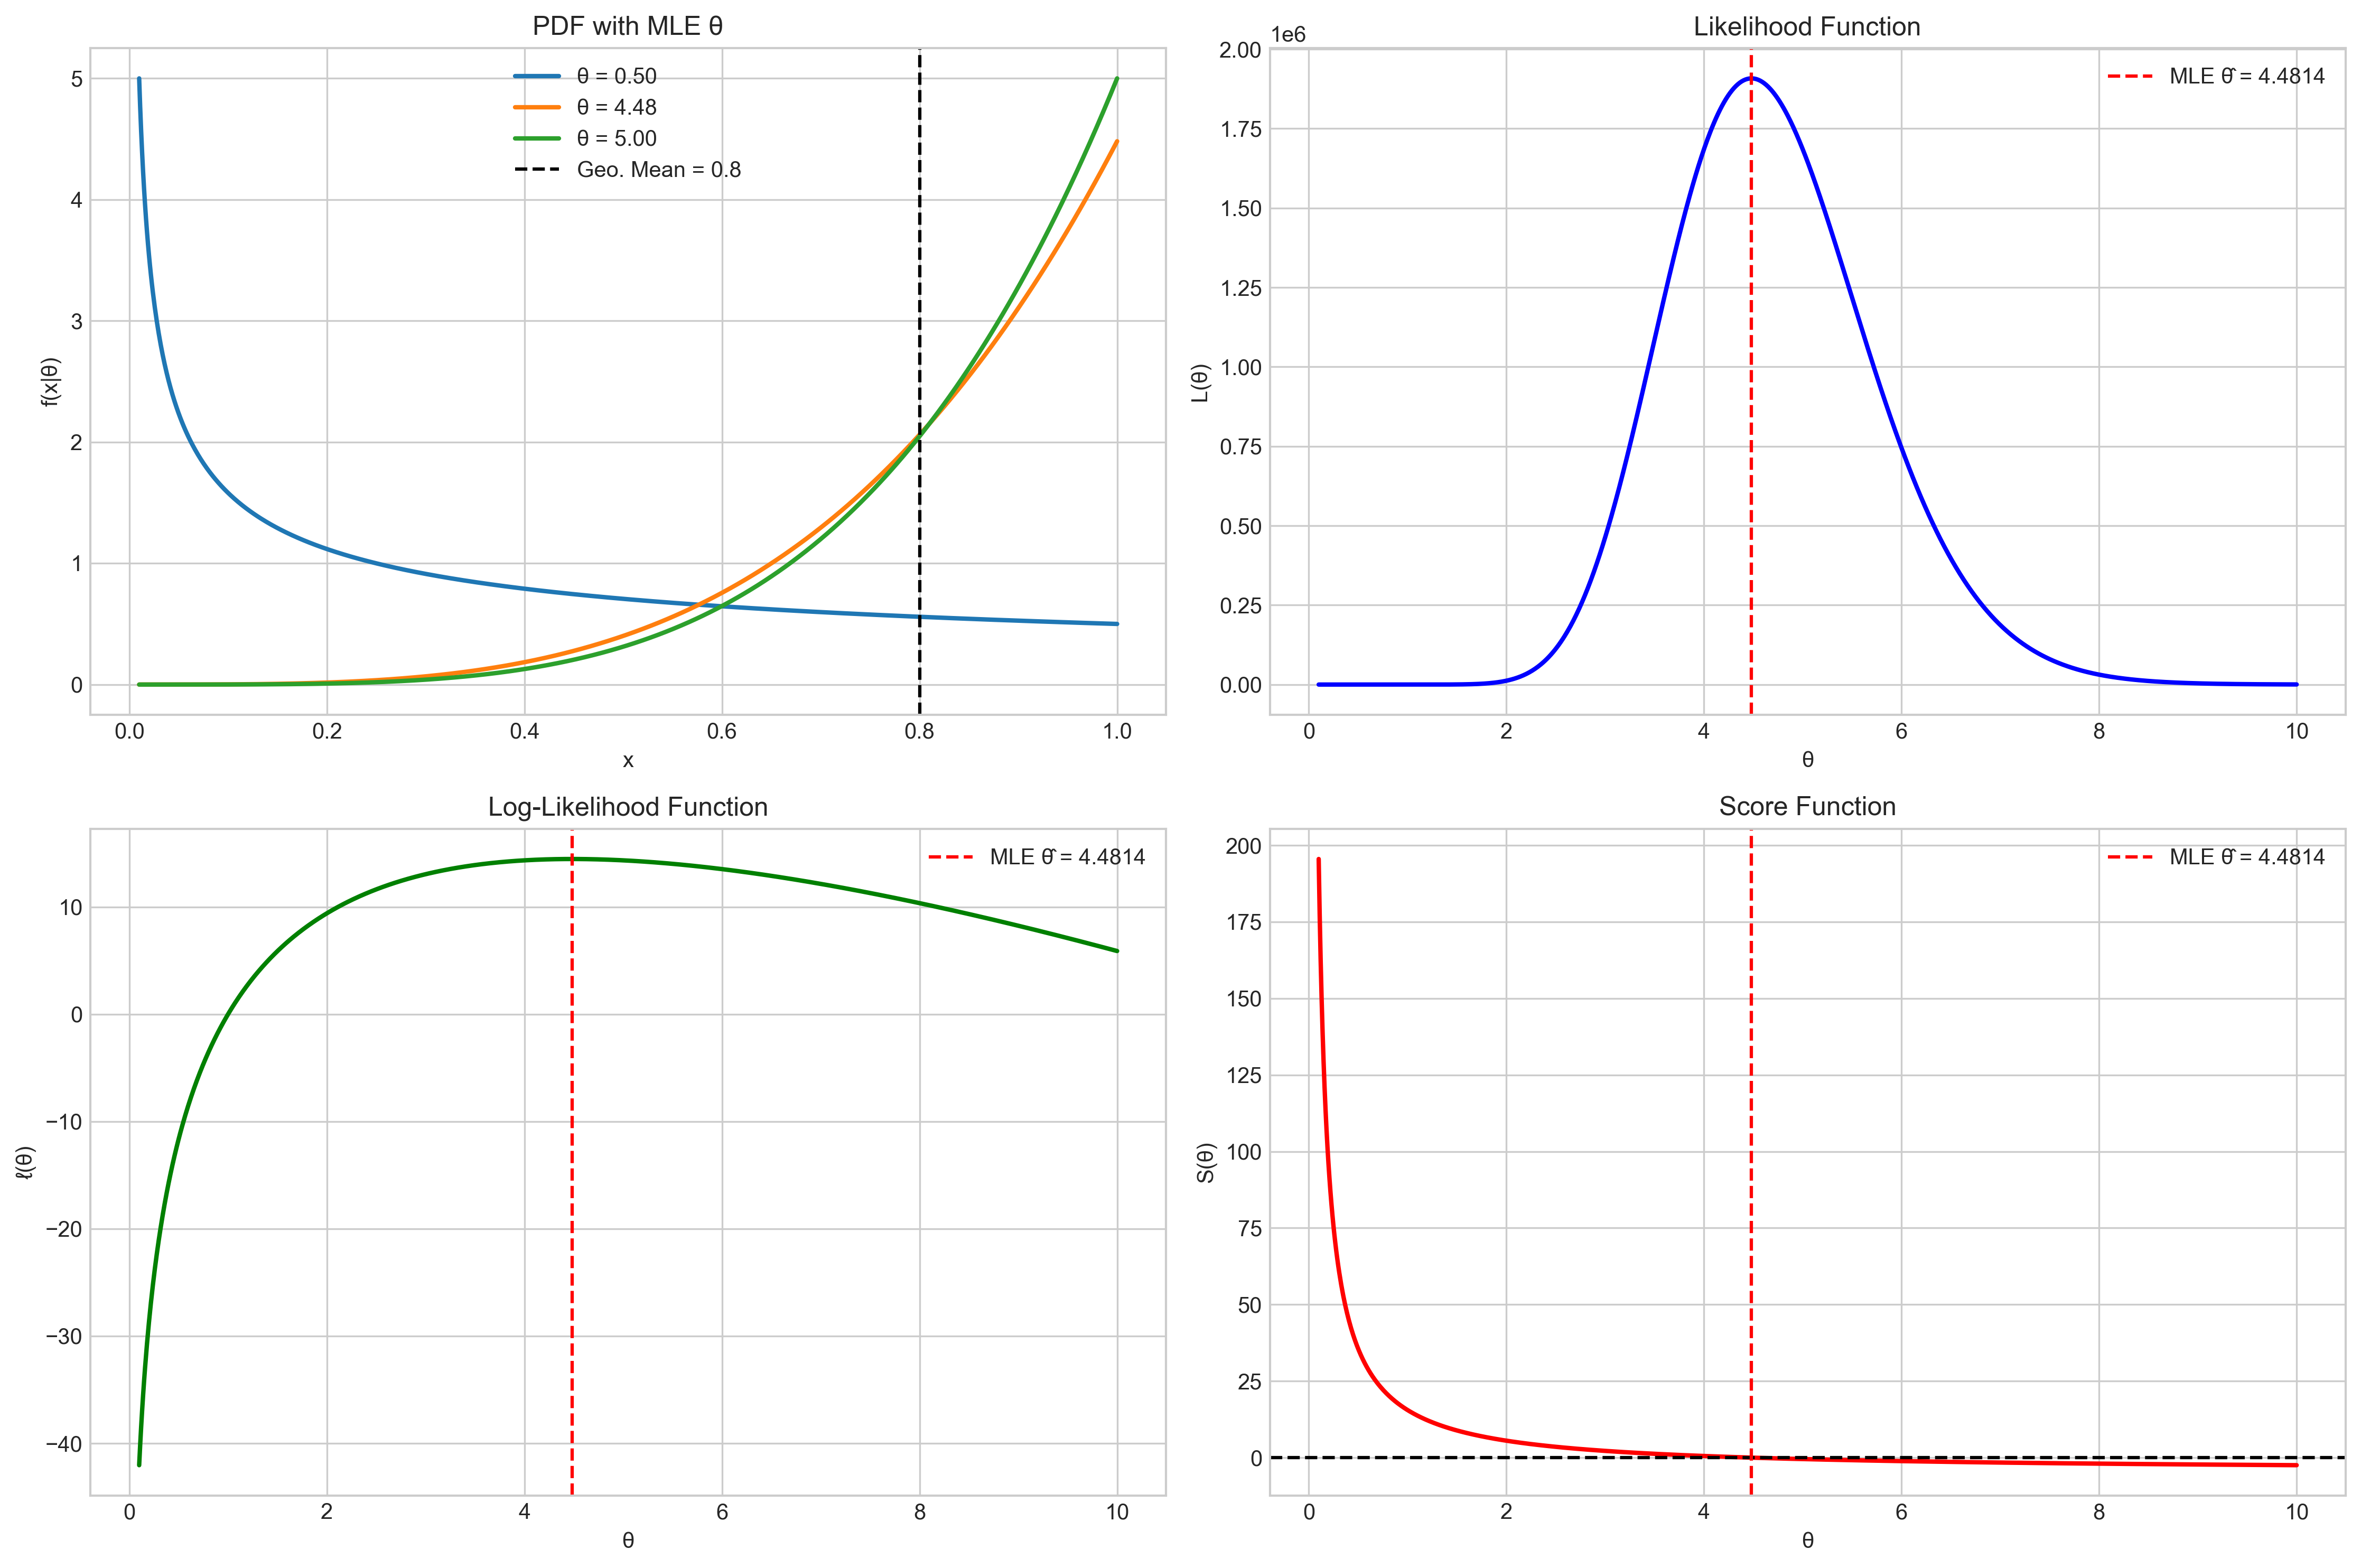 PDF with MLE θ
5
4
3
2
1
0
f(x|θ)
θ = 0.50
θ = 4.48
θ = 5.00
Geo. Mean = 0.8
0.0 0.2 0.4 0.6 0.8 1.0
x
Likelihood Function
1e6
2.00
1.75
1.50
1.25
1.00
0.75
0.50
0.25
0.00
L(θ)
MLE θ̂ = 4.4814
0 2 4 6 8 10
θ
Log-Likelihood Function
10
0
−10
−20
−30
−40
ℓ(θ)
MLE θ̂ = 4.4814
0 2 4 6 8 10
θ
Score Function
200
175
150
125
100
75
50
25
0
S(θ)
MLE θ̂ = 4.4814
0 2 4 6 8 10
θ